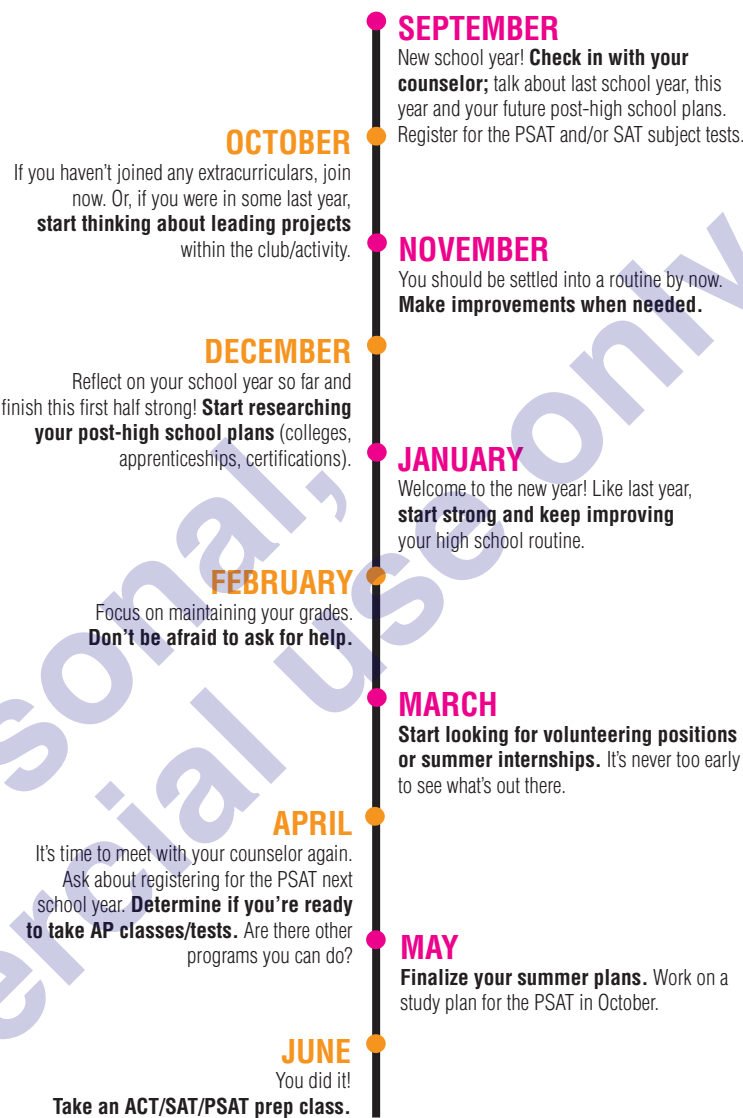 SEPTEMBER
New school year! Check in with your
counselor; talk about last school year, this
year and your future post-high school plans.
Register for the PSAT and/or SAT subject tests.
OCTOBER
If you haven’t joined any extracurriculars, join
now. Or, if you were in some last year,
start thinking about leading projects
within the club/activity.
NOVEMBER
You should be settled into a routine by now.
Make improvements when needed.
DECEMBER
Reflect on your school year so far and
finish this first half strong! Start researching
your post-high school plans (colleges,
apprenticeships, certifications).
JANUARY
Welcome to the new year! Like last year,
start strong and keep improving
your high school routine.
FEBRUARY
Focus on maintaining your grades.
Don’t be afraid to ask for help.
MARCH
Start looking for volunteering positions
or summer internships. It’s never too early
to see what’s out there.
APRIL
It’s time to meet with your counselor again.
Ask about registering for the PSAT next
school year. Determine if you’re ready
to take AP classes/tests. Are there other
programs you can do?
MAY
Finalize your summer plans. Work on a
study plan for the PSAT in October.
JUNE
You did it!
Take an ACT/SAT/PSAT prep class.
sonal,
ercial use only